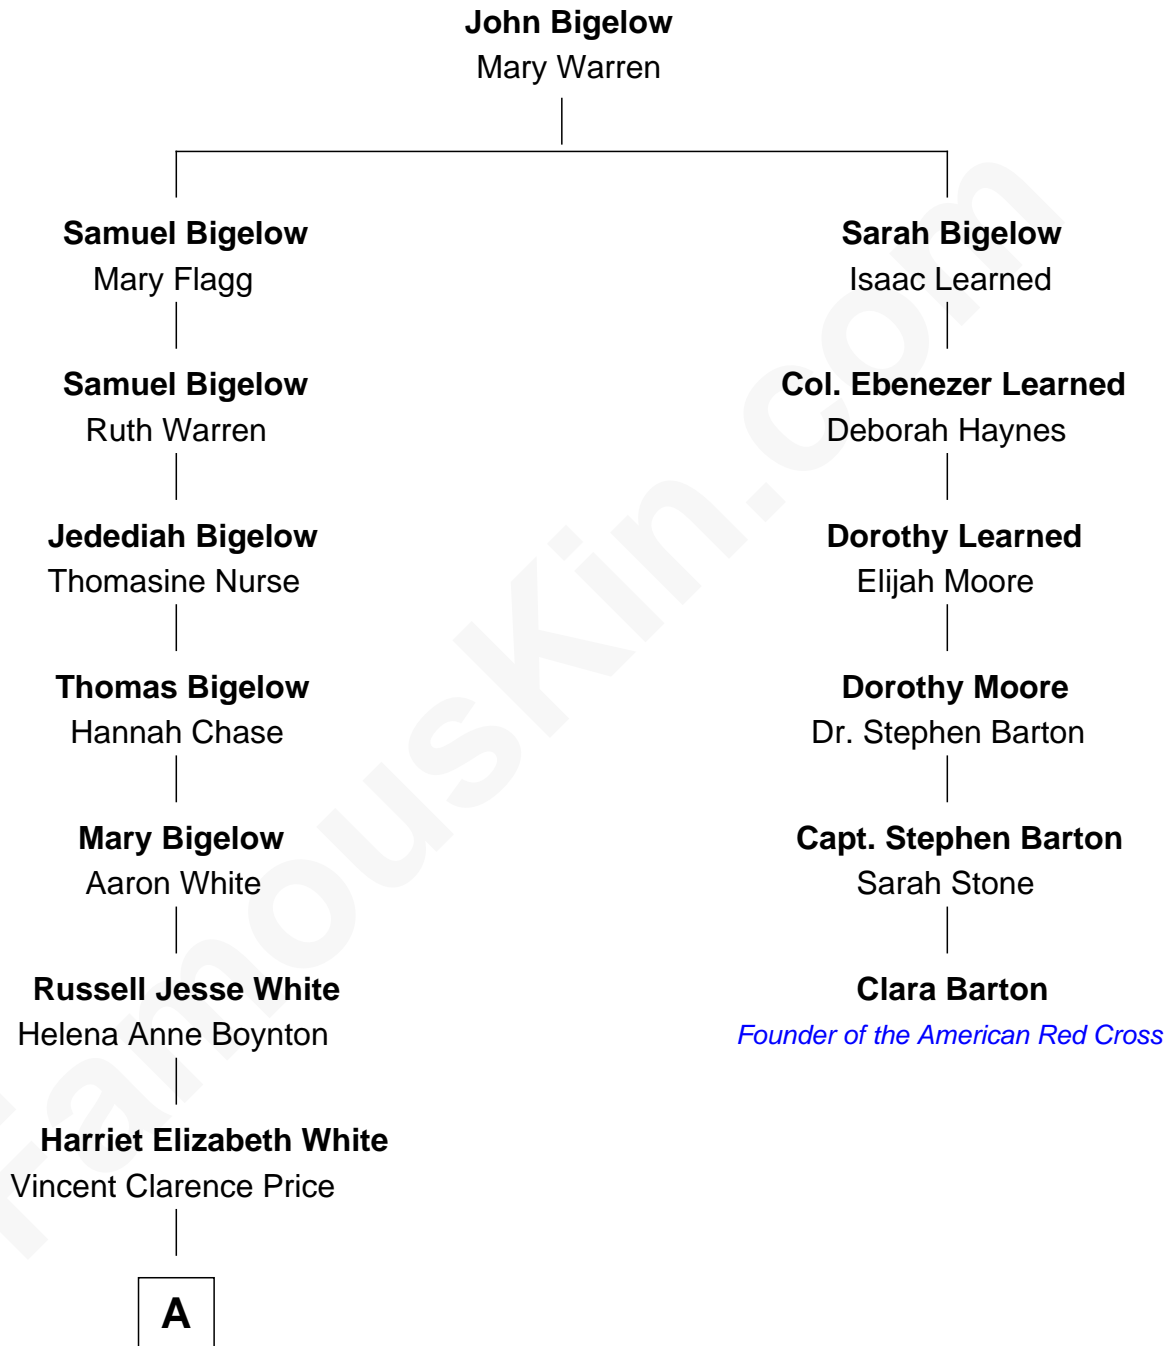 John Bigelow
Mary Warren
Samuel Bigelow
Mary Flagg
Sarah Bigelow
Isaac Learned
Samuel Bigelow
Ruth Warren
Col. Ebenezer Learned
Deborah Haynes
Jedediah Bigelow
Thomasine Nurse
Dorothy Learned
Elijah Moore
Thomas Bigelow
Hannah Chase
Dorothy Moore
Dr. Stephen Barton
Mary Bigelow
Aaron White
Capt. Stephen Barton
Sarah Stone
Russell Jesse White
Helena Anne Boynton
Clara Barton
Founder of the American Red Cross
Harriet Elizabeth White
Vincent Clarence Price
A
FamousKin.com